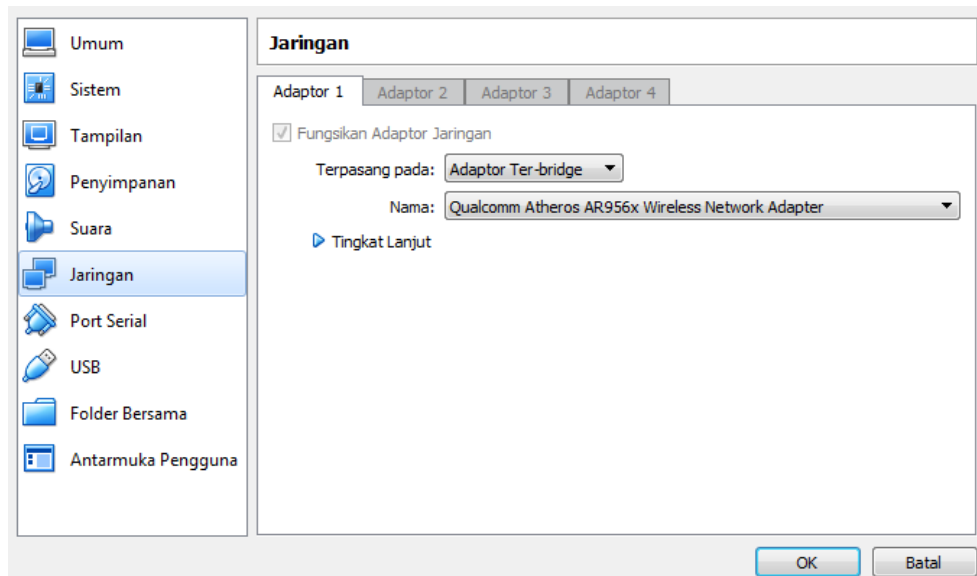 Umum
Sistem
Tampilan
Penyimpanan
Suara
Jaringan
Port Serial
USB
Folder Bersama
Antarmuka Pengguna
Jaringan
Adaptor 1 Adaptor 2 Adaptor 3 Adaptor 4
Fungsikan Adaptor Jaringan
Terpasang pada: Adaptor Ter-bridge
Nama: Qualcomm Atheros AR956x Wireless Network Adapter
Tingkat Lanjut
OK Batal